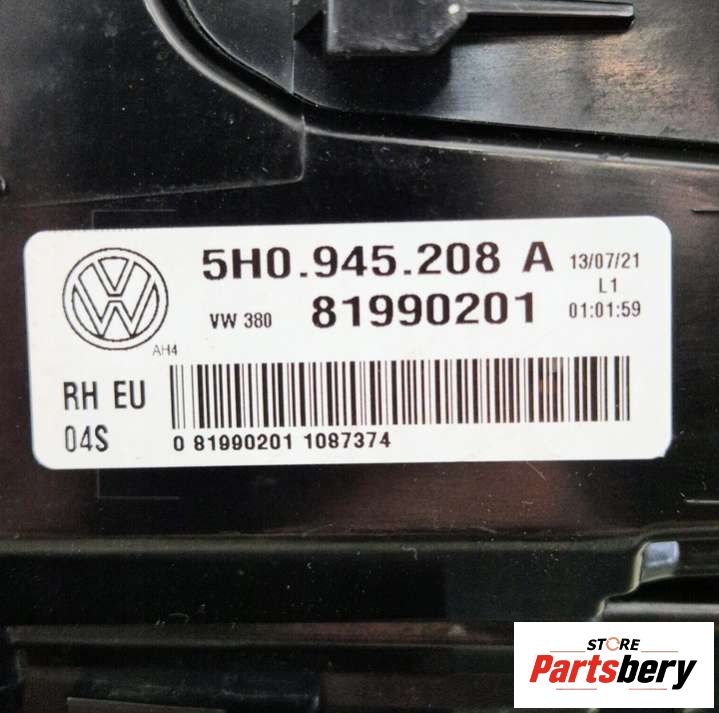 5H0.945.208 A 13/07/21
L1
VW 380 81990201 01:01:59
AH4
RH EU
04S 0 81990201 1087374
STORE
Partsbery